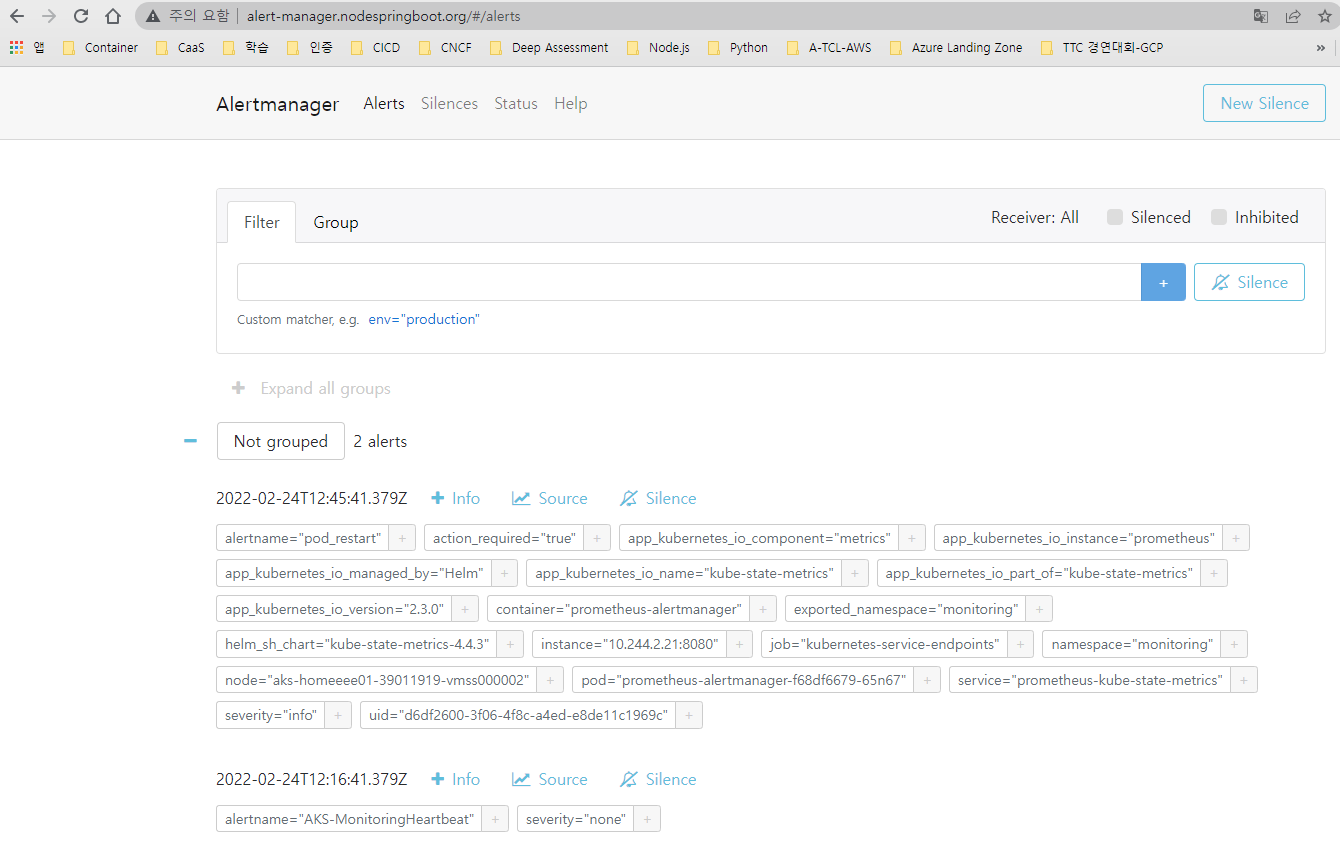 주의 요함 | alert-manager.nodespringboot.org/#/alerts
앱 Container CaaS 학습 인증 CICD CNCF Deep Assessment Node.js Python A-TCL-AWS Azure Landing Zone TTC 경연대회-GCP »
Alertmanager Alerts Silences Status Help New Silence
Filter Group Receiver: All Silenced Inhibited
+ Silence
Custom matcher, e.g. env="production"
+ Expand all groups
Not grouped 2 alerts
2022-02-24T12:45:41.379Z + Info Source Silence
alertname="pod_restart" + action_required="true" + app_kubernetes_io_component="metrics" + app_kubernetes_io_instance="prometheus" +
app_kubernetes_io_managed_by="Helm" + app_kubernetes_io_name="kube-state-metrics" + app_kubernetes_io_part_of="kube-state-metrics" +
app_kubernetes_io_version="2.3.0" + container="prometheus-alertmanager" + exported_namespace="monitoring" +
helm_sh_chart="kube-state-metrics-4.4.3" + instance="10.244.2.21:8080" + job="kubernetes-service-endpoints" + namespace="monitoring" +
node="aks-homeeee01-39011919-vmss000002" + pod="prometheus-alertmanager-f68df6679-65n67" + service="prometheus-kube-state-metrics" +
severity="info" + uid="d6df2600-3f06-4f8c-a4ed-e8de11c1969c" +
2022-02-24T12:16:41.379Z + Info Source Silence
alertname="AKS-MonitoringHeartbeat" + severity="none" +